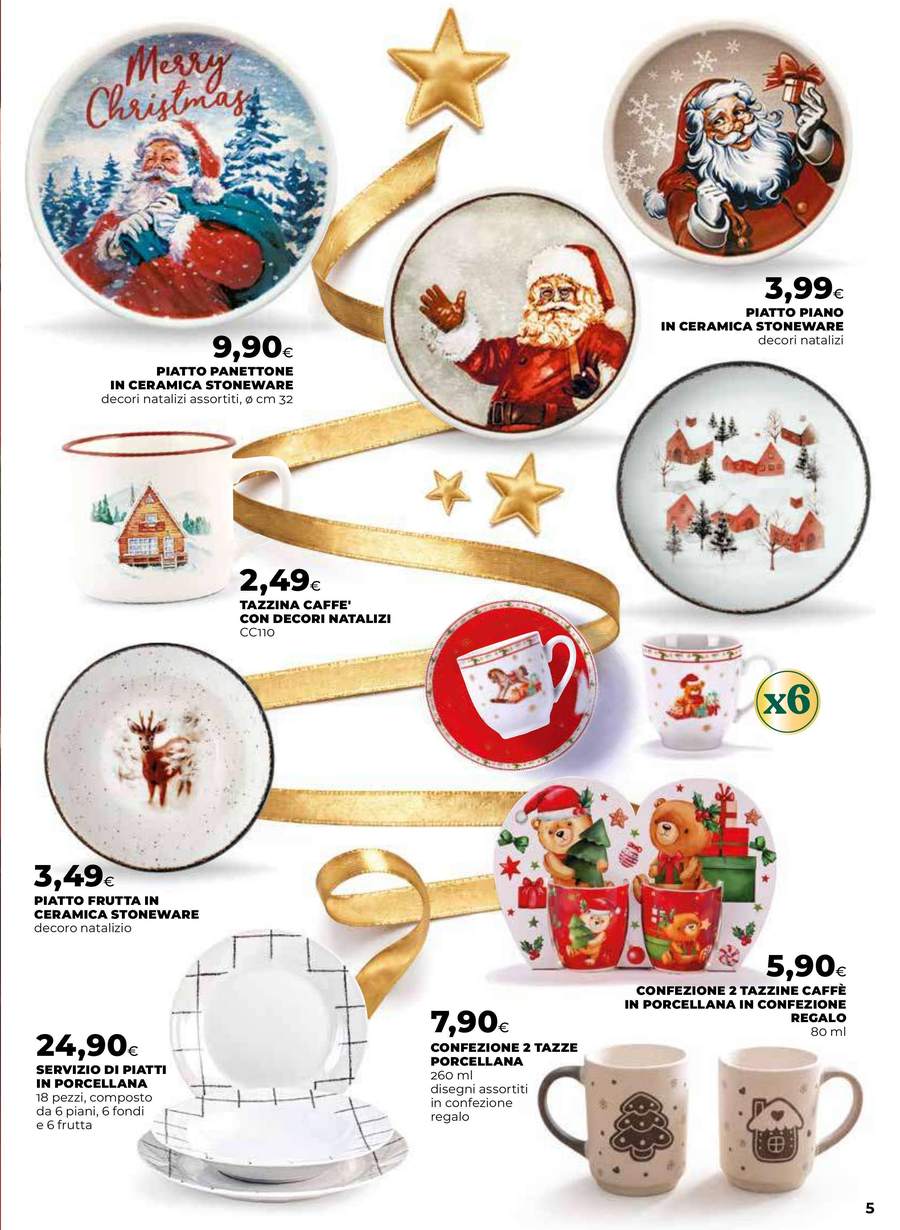 Merry
Christmas
9,90€
PIATTO PANETTONE
IN CERAMICA STONEWARE
decori natalizi assortiti, ø cm 32
3,99€
PIATTO PIANO
IN CERAMICA STONEWARE
decori natalizi
2,49€
TAZZINA CAFFE'
CON DECORI NATALIZI
CC110
x6
3,49€
PIATTO FRUTTA IN
CERAMICA STONEWARE
decoro natalizio
5,90€
CONFEZIONE 2 TAZZINE CAFFÈ
IN PORCELLANA IN CONFEZIONE
REGALO
80 ml
24,90€
SERVIZIO DI PIATTI
IN PORCELLANA
18 pezzi, composto
da 6 piani, 6 fondi
e 6 frutta
7,90€
CONFEZIONE 2 TAZZE
PORCELLANA
260 ml
disegni assortiti
in confezione
regalo
5